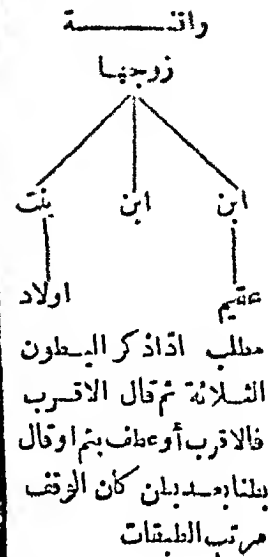 واقفــــــة
زوجها
ابن ابن بنت
عقيم اولاد
مطلب اذا ذكر البطون
الثلاثة ثم قال الاقرب
فالاقرب أو عطف بثم او قال
بطنا بعد بطن كان الوقف
مرتب الطبقات